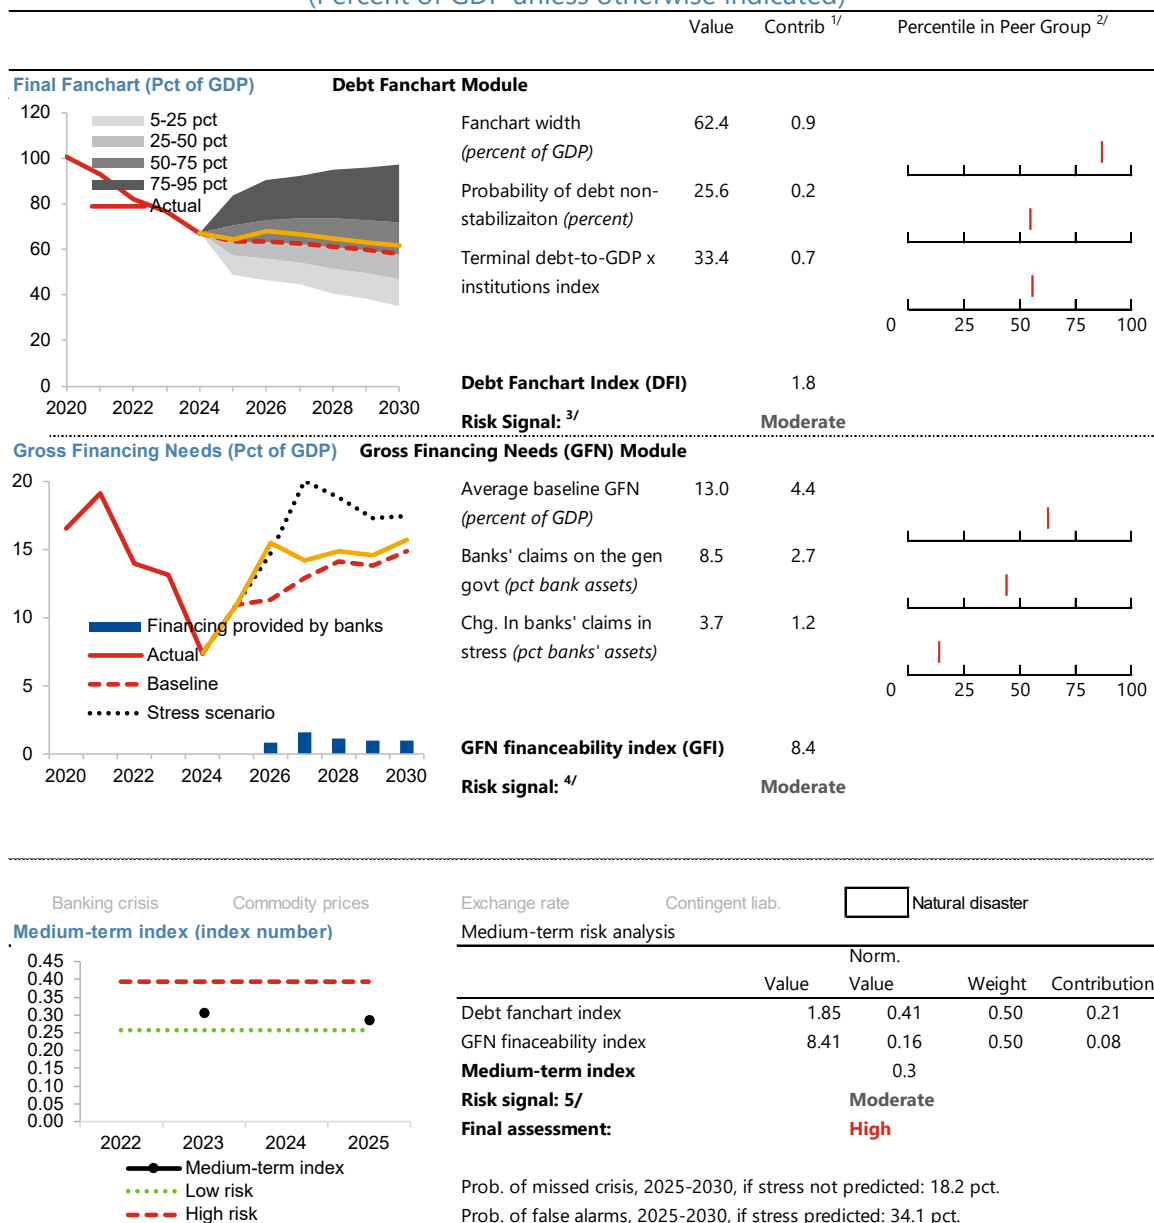 (Percent of GDP unless otherwise indicated)
Value Contrib 1/ Percentile in Peer Group 2/
Final Fanchart (Pct of GDP) Debt Fanchart Module
120
100
80
60
40
20
0
5-25 pct
25-50 pct
50-75 pct
75-95 pct
Actual
2020 2022 2024 2026 2028 2030
Fanchart width 62.4 0.9
(percent of GDP)
Probability of debt non- 25.6 0.2
stabilizaiton (percent)
Terminal debt-to-GDP x 33.4 0.7
institutions index
0 25 50 75 100
Debt Fanchart Index (DFI) 1.8
Risk Signal: 3/ Moderate
Gross Financing Needs (Pct of GDP) Gross Financing Needs (GFN) Module
20
15
10
5
0
Financing provided by banks
Actual
Baseline
Stress scenario
2020 2022 2024 2026 2028 2030
Average baseline GFN 13.0 4.4
(percent of GDP)
Banks' claims on the gen 8.5 2.7
govt (pct bank assets)
Chg. In banks' claims in 3.7 1.2
stress (pct banks' assets)
0 25 50 75 100
GFN financeability index (GFI) 8.4
Risk signal: 4/ Moderate
Banking crisis Commodity prices Exchange rate Contingent liab. Natural disaster
Medium-term index (index number)
0.45
0.40
0.35
0.30
0.25
0.20
0.15
0.10
0.05
0.00
2022 2023 2024 2025
Medium-term index
Low risk
High risk
Medium-term risk analysis
Norm.
Value Value Weight Contribution
Debt fanchart index 1.85 0.41 0.50 0.21
GFN finaceability index 8.41 0.16 0.50 0.08
Medium-term index 0.3
Risk signal: 5/ Moderate
Final assessment: High
Prob. of missed crisis, 2025-2030, if stress not predicted: 18.2 pct.
Prob. of false alarms, 2025-2030, if stress predicted: 34.1 pct.